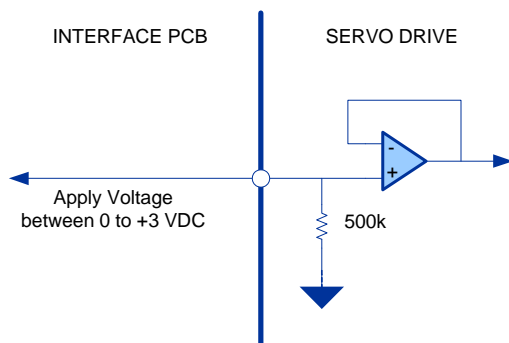 INTERFACE PCB
SERVO DRIVE
-
+
Apply Voltage
between 0 to +3 VDC
500k